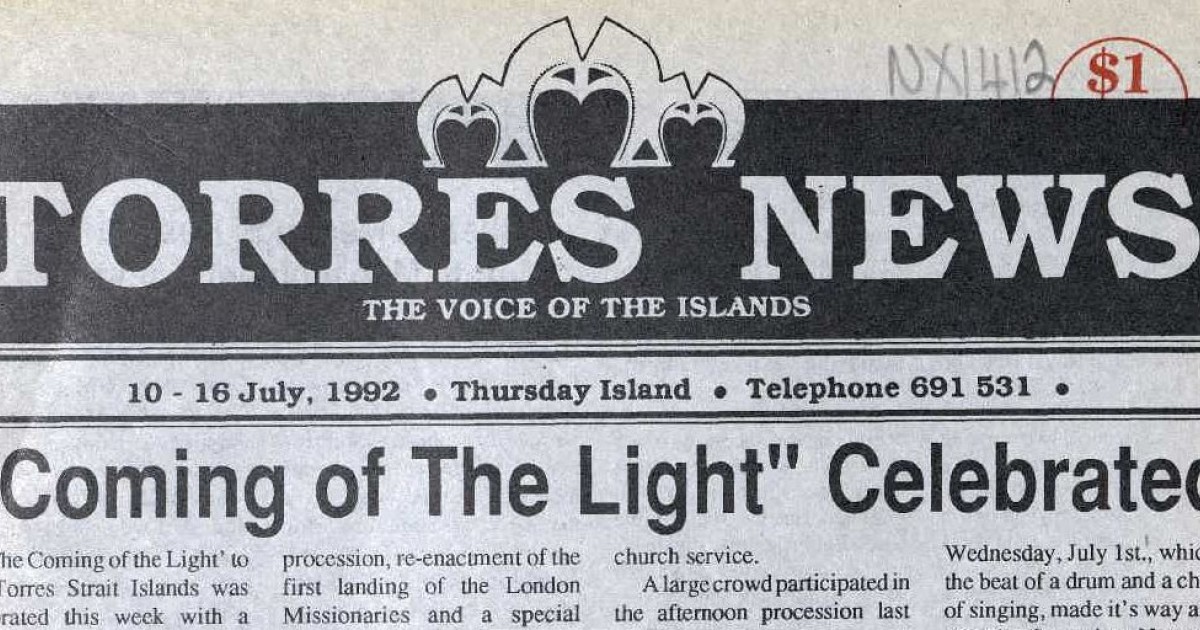 NX1412
$1
TORRES NEWS
THE VOICE OF THE ISLANDS
10 - 16 July, 1992 • Thursday Island • Telephone 691 531 •
Coming of The Light" Celebrated
he Coming of the Light' to
Torres Strait Islands was
rated this week with a
procession, re-enactment of the
first landing of the London
Missionaries and a special
church service.
A large crowd participated in
the afternoon procession last
Wednesday, July 1st., whic
the beat of a drum and a ch
of singing, made it's way a